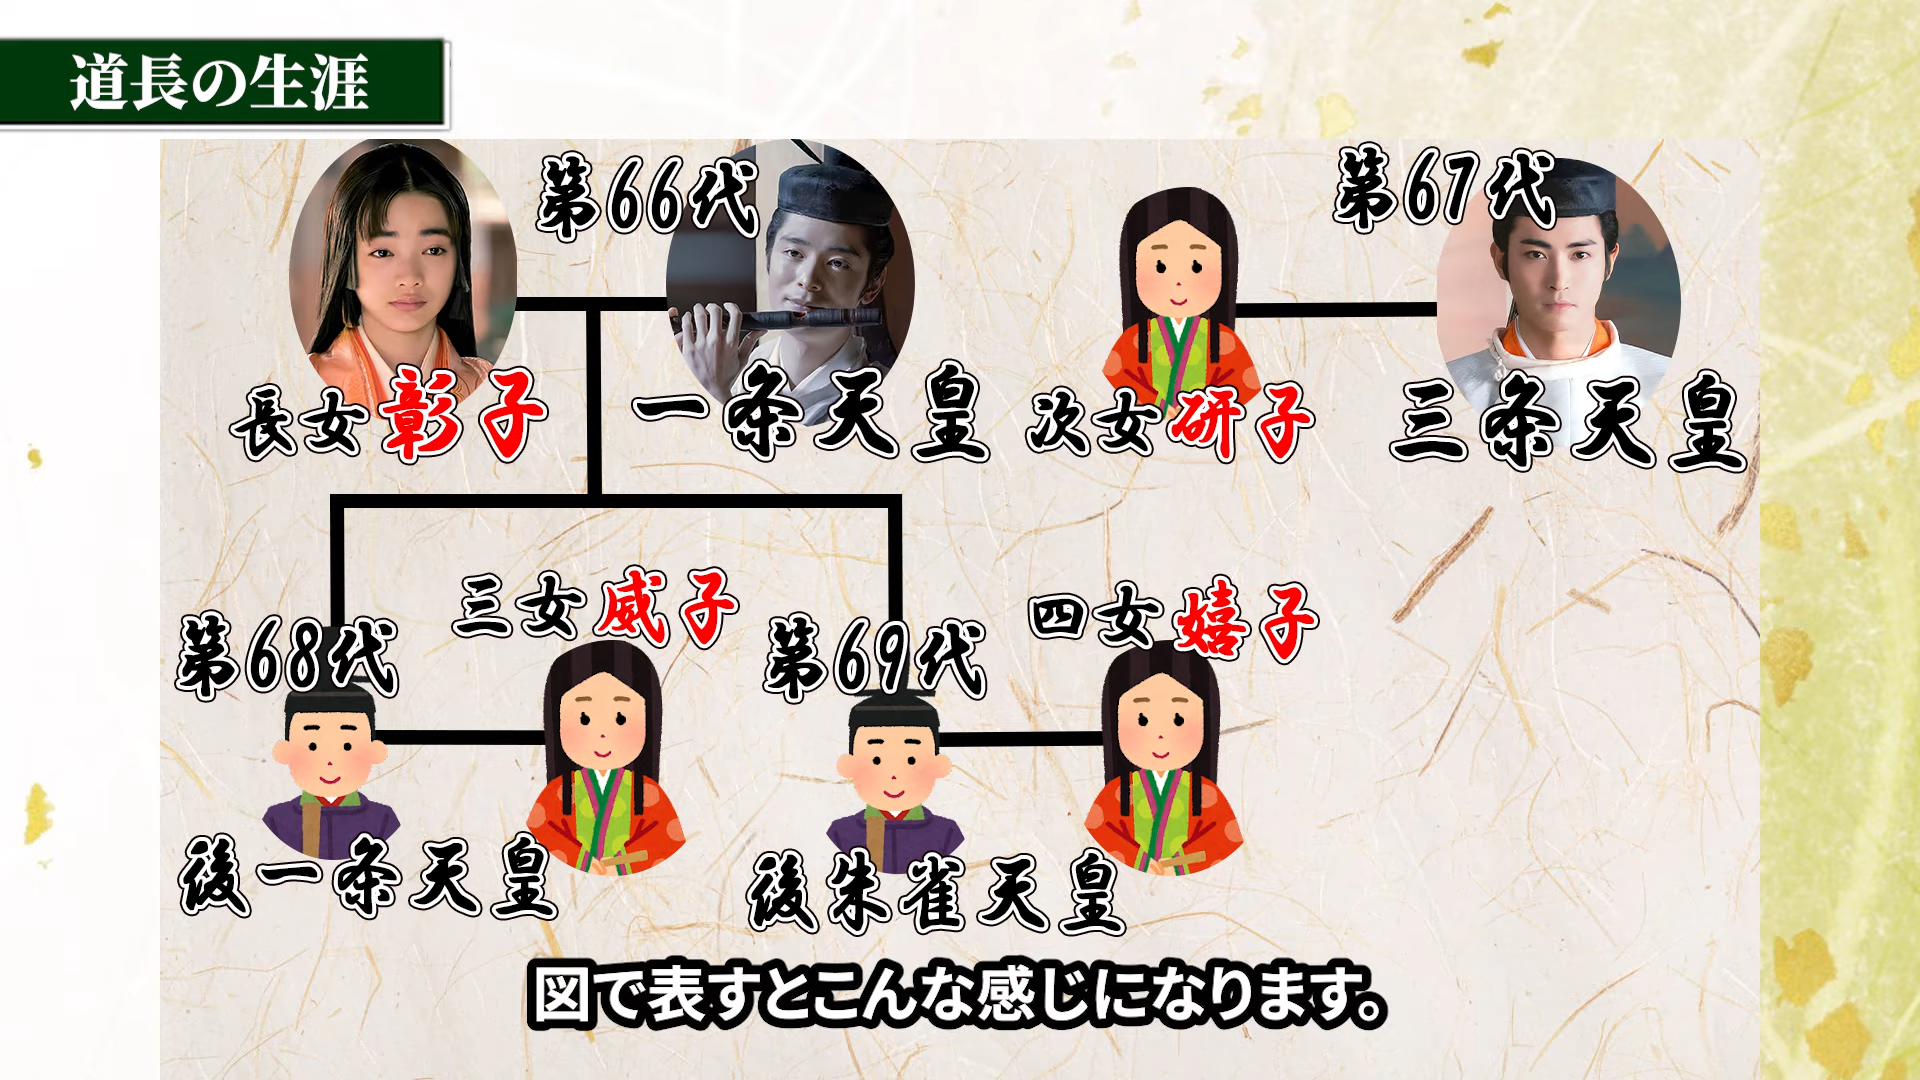 道長の生涯
第66代
第67代
長女彰子
一条天皇
次女研子
三条天皇
三女威子
四女嬉子
第68代
第69代
後一条天皇
後朱雀天皇
図で表すとこんな感じになります。